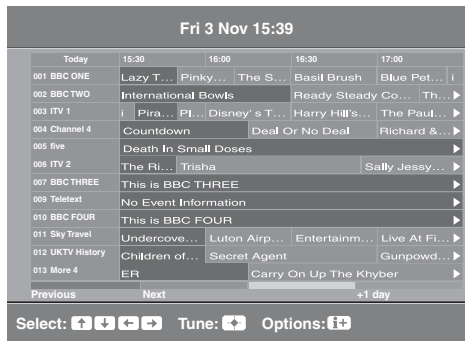 Fri 3 Nov 15:39
Today 15:30 16:00 16:30 17:00
001 BBC ONE Lazy T... Pinky... The S... Basil Brush Blue Pet... i
002 BBC TWO International Bowls Ready Steady Co... Th...
003 ITV 1 i Pira... Pl... Disney's T... Harry Hill's... The Paul...
004 Channel 4 Countdown Deal Or No Deal Richard &...
005 five Death In Small Doses
006 ITV 2 The Ri... Trisha Sally Jessy...
007 BBC THREE This is BBC THREE
009 Teletext No Event Information
010 BBC FOUR This is BBC FOUR
011 Sky Travel Undercove... Luton Airp... Entertainm... Live At Fi...
012 UKTV History Children of... Secret Agent Gunpowd...
013 More 4 ER Carry On Up The Khyber
Previous Next +1 day
Select: Tune: Options: i+